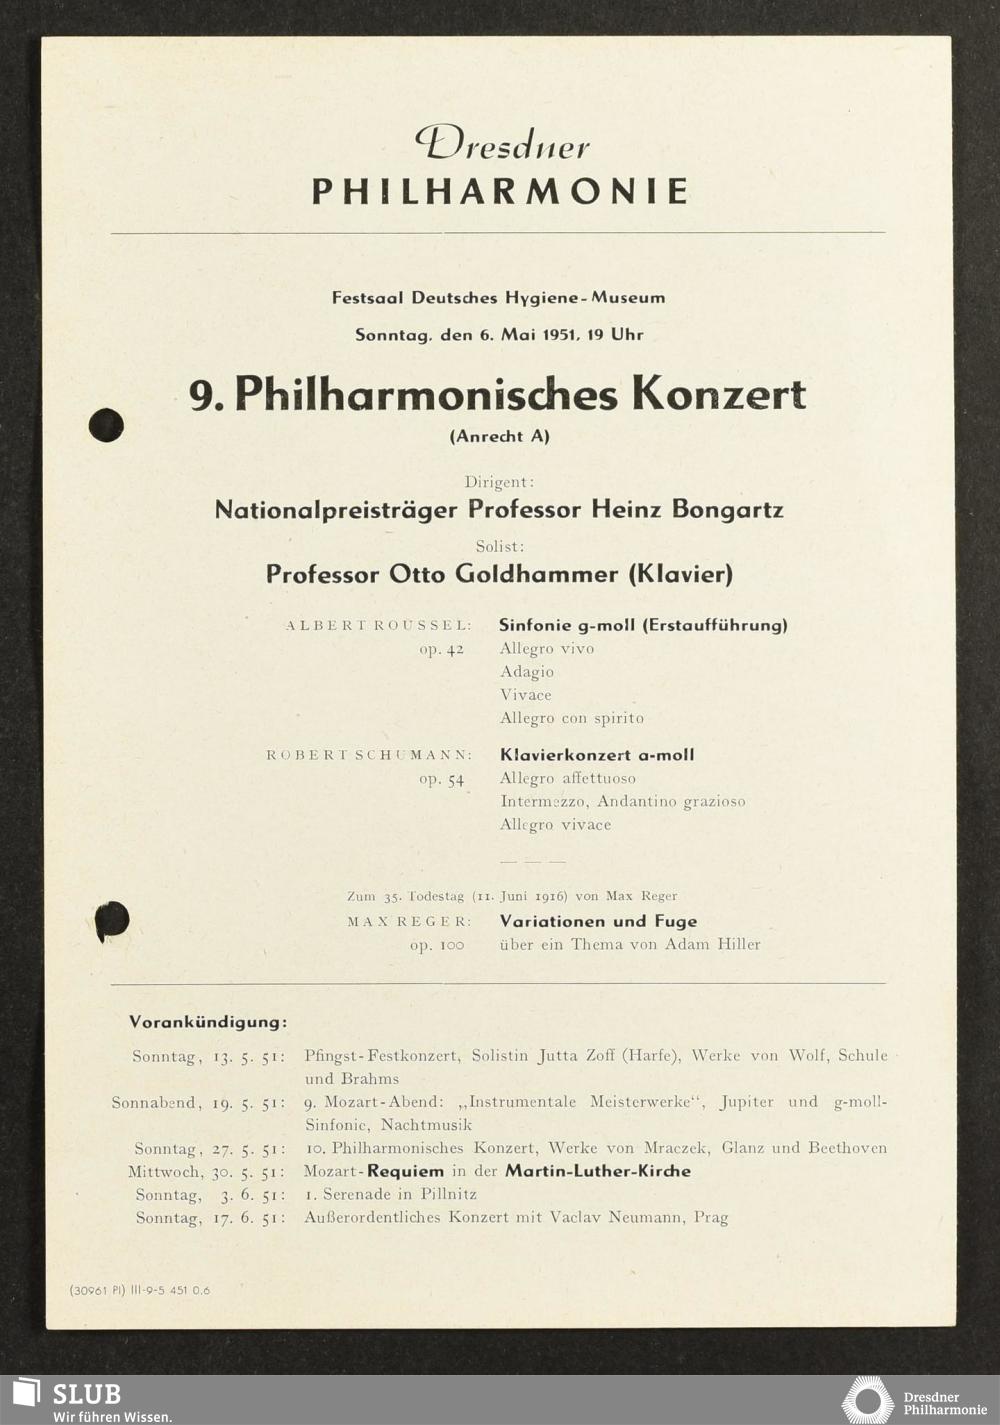 Dresdner
PHILHARMONIE
Festsaal Deutsches Hygiene-Museum
Sonntag, den 6. Mai 1951, 19 Uhr
9. Philharmonisches Konzert
(Anrecht A)
Dirigent:
Nationalpreisträger Professor Heinz Bongartz
Solist:
Professor Otto Goldhammer (Klavier)
ALBERT ROUSSEL: Sinfonie g-moll (Erstaufführung)
op. 42 Allegro vivo
Adagio
Vivace
Allegro con spirito
ROBERT SCHUMANN: Klavierkonzert a-moll
op. 54 Allegro affettuoso
Intermezzo, Andantino grazioso
Allegro vivace
— — —
Zum 35. Todestag (11. Juni 1916) von Max Reger
MAX REGER: Variationen und Fuge
op. 100 über ein Thema von Adam Hiller
Vorankündigung:
Sonntag, 13. 5. 51: Pfingst-Festkonzert, Solistin Jutta Zoff (Harfe), Werke von Wolf, Schule
und Brahms
Sonnabend, 19. 5. 51: 9. Mozart-Abend: „Instrumentale Meisterwerke“, Jupiter und g-moll-
Sinfonie, Nachtmusik
Sonntag, 27. 5. 51: 10. Philharmonisches Konzert, Werke von Mraczek, Glanz und Beethoven
Mittwoch, 30. 5. 51: Mozart-Requiem in der Martin-Luther-Kirche
Sonntag, 3. 6. 51: 1. Serenade in Pillnitz
Sonntag, 17. 6. 51: Außerordentliches Konzert mit Vaclav Neumann, Prag
(30961 Pl) III-9-5 451 0.6
SLUB
Wir führen Wissen.
Dresdner
Philharmonie